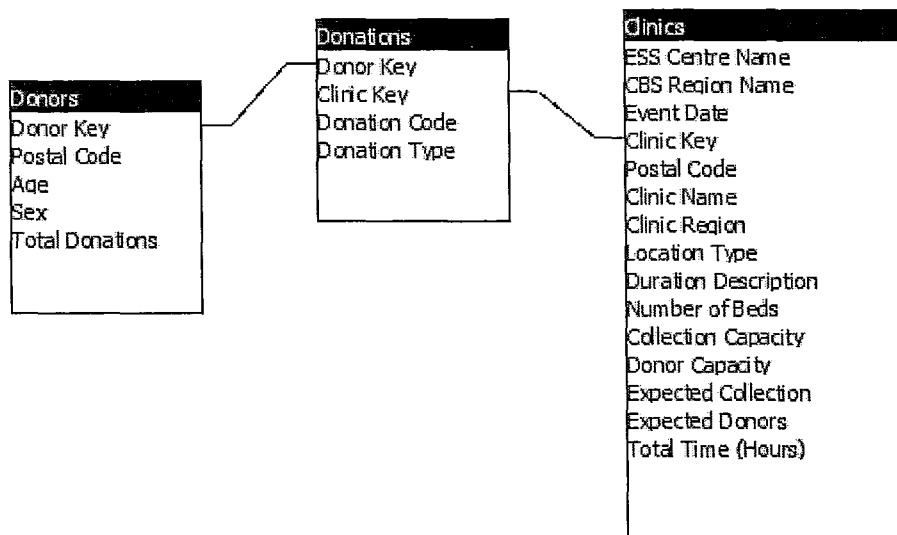 Donors
Donor Key
Postal Code
Age
Sex
Total Donations
Donations
Donor Key
Clinic Key
Donation Code
Donation Type
Clinics
ESS Centre Name
CBS Region Name
Event Date
Clinic Key
Postal Code
Clinic Name
Clinic Region
Location Type
Duration Description
Number of Beds
Collection Capacity
Donor Capacity
Expected Collection
Expected Donors
Total Time (Hours)